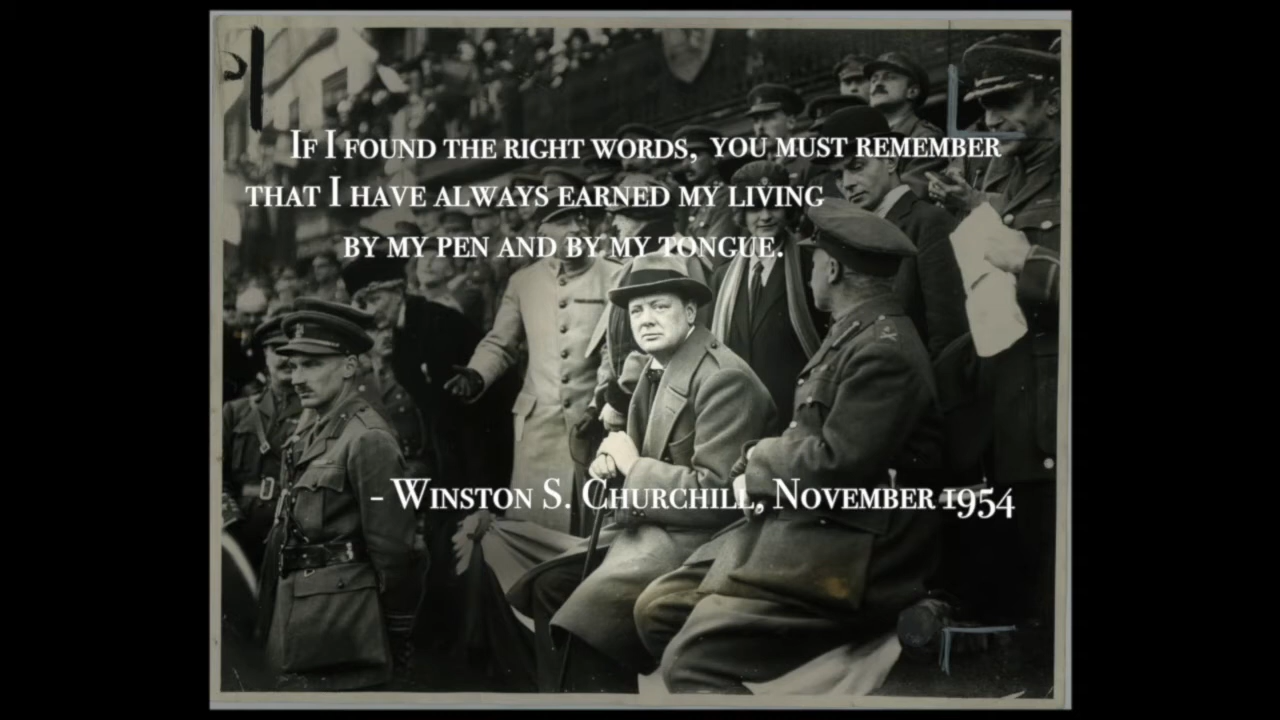 If I found the right words, you must remember
that I have always earned my living
by my pen and by my tongue.
- Winston S. Churchill, November 1954